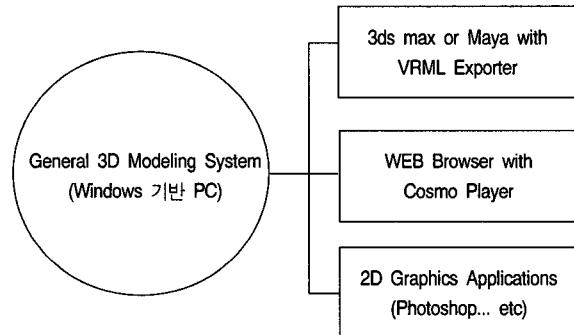 General 3D Modeling System
(Windows 기반 PC)
3ds max or Maya with
VRML Exporter
WEB Browser with
Cosmo Player
2D Graphics Applications
(Photoshop... etc)